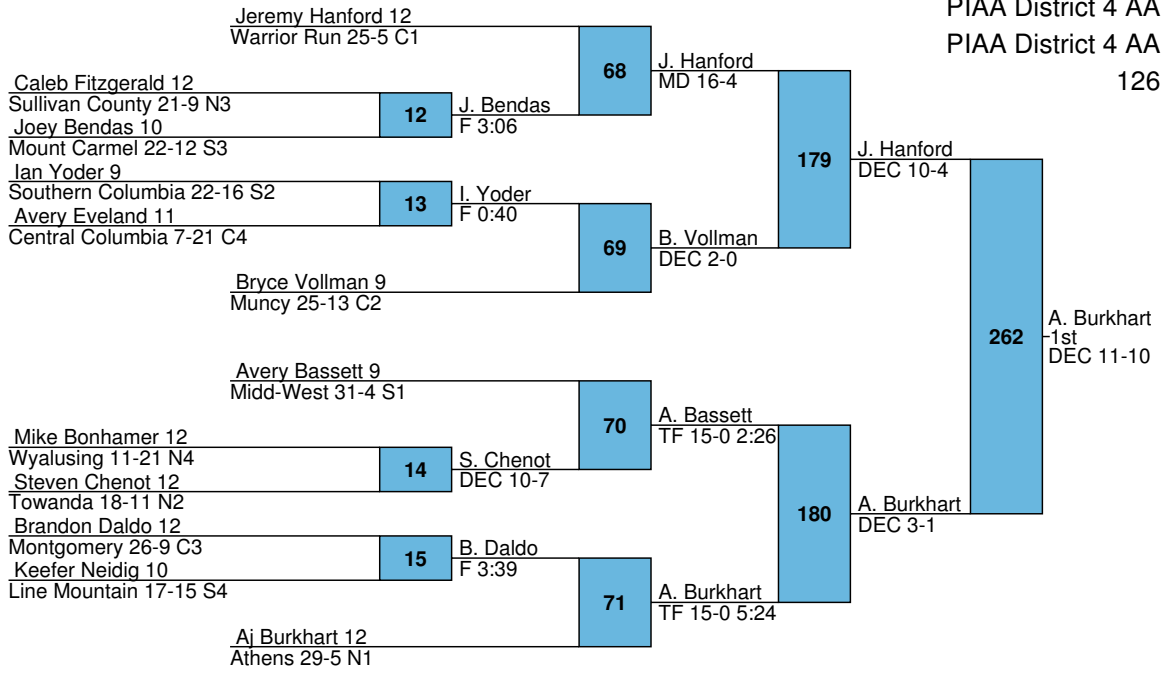 PIAA District 4 AA
PIAA District 4 AA
126
Jeremy Hanford 12
Warrior Run 25-5 C1
68
J. Hanford
MD 16-4
Caleb Fitzgerald 12
Sullivan County 21-9 N3
12
J. Bendas
F 3:06
Joey Bendas 10
Mount Carmel 22-12 S3
179
J. Hanford
DEC 10-4
Ian Yoder 9
Southern Columbia 22-16 S2
13
I. Yoder
F 0:40
Avery Eveland 11
Central Columbia 7-21 C4
69
B. Vollman
DEC 2-0
Bryce Vollman 9
Muncy 25-13 C2
262
A. Burkhart
1st
DEC 11-10
Avery Bassett 9
Midd-West 31-4 S1
70
A. Bassett
TF 15-0 2:26
Mike Bonhamer 12
Wyalusing 11-21 N4
14
S. Chenot
DEC 10-7
Steven Chenot 12
Towanda 18-11 N2
180
A. Burkhart
DEC 3-1
Brandon Daldo 12
Montgomery 26-9 C3
15
B. Daldo
F 3:39
Keefer Neidig 10
Line Mountain 17-15 S4
71
A. Burkhart
TF 15-0 5:24
Aj Burkhart 12
Athens 29-5 N1